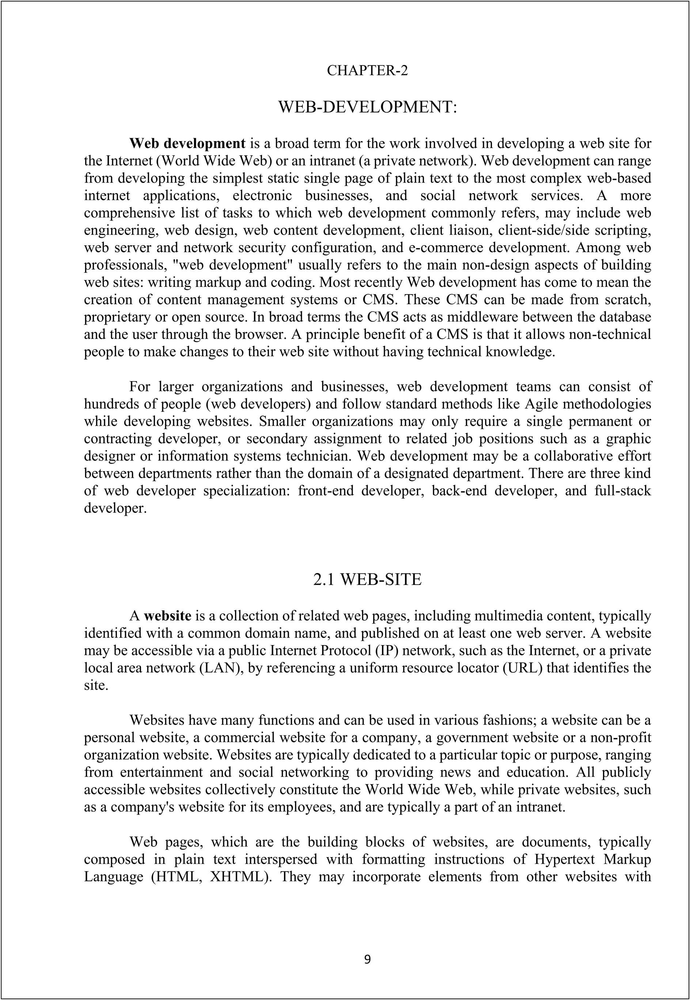 CHAPTER-2
WEB-DEVELOPMENT:
Web development is a broad term for the work involved in developing a web site for
the Internet (World Wide Web) or an intranet (a private network). Web development can range
from developing the simplest static single page of plain text to the most complex web-based
internet applications, electronic businesses, and social network services. A more
comprehensive list of tasks to which web development commonly refers, may include web
engineering, web design, web content development, client liaison, client-side/side scripting,
web server and network security configuration, and e-commerce development. Among web
professionals, "web development" usually refers to the main non-design aspects of building
web sites: writing markup and coding. Most recently Web development has come to mean the
creation of content management systems or CMS. These CMS can be made from scratch,
proprietary or open source. In broad terms the CMS acts as middleware between the database
and the user through the browser. A principle benefit of a CMS is that it allows non-technical
people to make changes to their web site without having technical knowledge.
For larger organizations and businesses, web development teams can consist of
hundreds of people (web developers) and follow standard methods like Agile methodologies
while developing websites. Smaller organizations may only require a single permanent or
contracting developer, or secondary assignment to related job positions such as a graphic
designer or information systems technician. Web development may be a collaborative effort
between departments rather than the domain of a designated department. There are three kind
of web developer specialization: front-end developer, back-end developer, and full-stack
developer.
2.1 WEB-SITE
A website is a collection of related web pages, including multimedia content, typically
identified with a common domain name, and published on at least one web server. A website
may be accessible via a public Internet Protocol (IP) network, such as the Internet, or a private
local area network (LAN), by referencing a uniform resource locator (URL) that identifies the
site.
Websites have many functions and can be used in various fashions; a website can be a
personal website, a commercial website for a company, a government website or a non-profit
organization website. Websites are typically dedicated to a particular topic or purpose, ranging
from entertainment and social networking to providing news and education. All publicly
accessible websites collectively constitute the World Wide Web, while private websites, such
as a company's website for its employees, and are typically a part of an intranet.
Web pages, which are the building blocks of websites, are documents, typically
composed in plain text interspersed with formatting instructions of Hypertext Markup
Language (HTML, XHTML). They may incorporate elements from other websites with
9